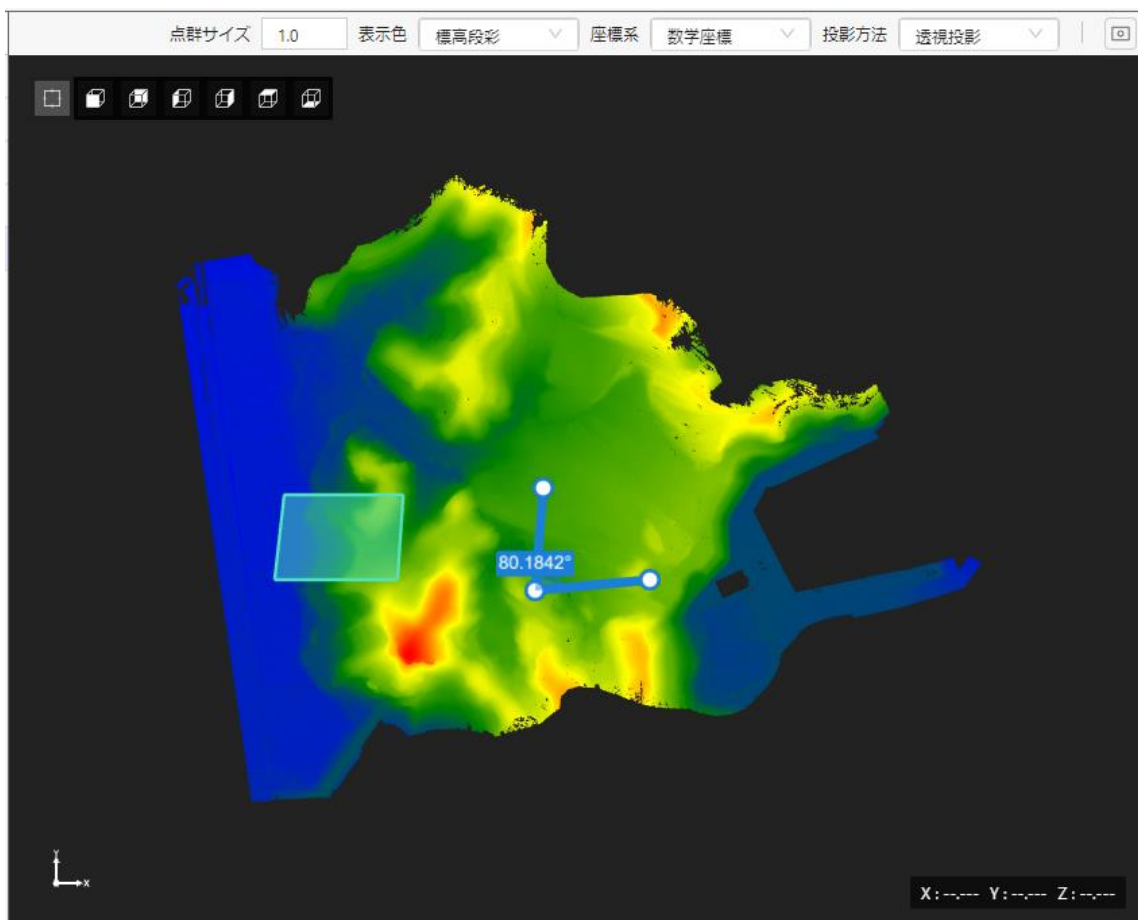 点群サイズ 1.0 表示色 標高段彩 座標系 数学座標 投影方法 透視投影
80.1842°
Y
X
X:--.--- Y:--.--- Z:--.---